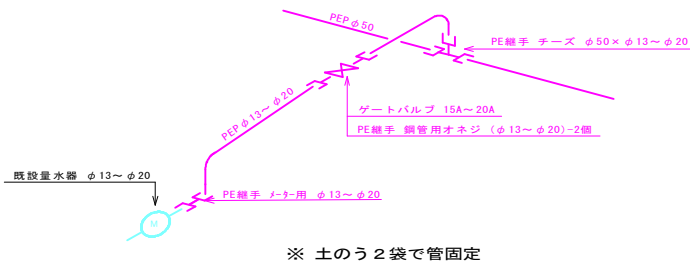 PEPφ50
PE継手 チーズ φ50×φ13～φ20
PEPφ13～φ20
ゲートバルブ 15A～20A
PE継手 鋼管用オネジ (φ13～φ20)-2個
既設量水器 φ13～φ20
PE継手 メーター用 φ13～φ20
M
※ 土のう２袋で管固定